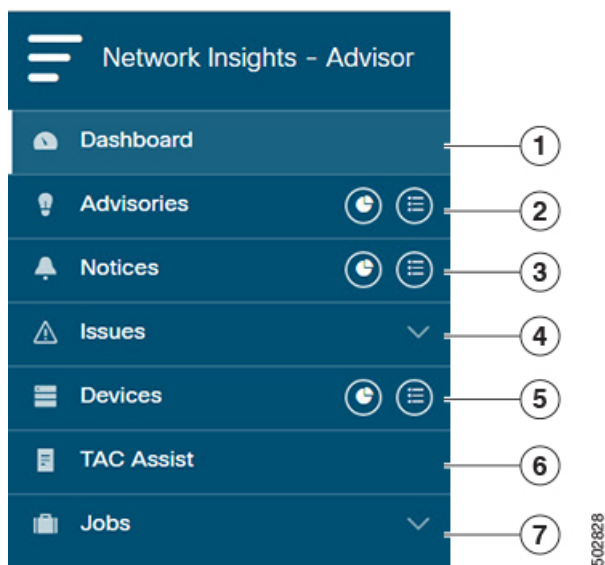 Network Insights - Advisor
Dashboard
1
Advisories
2
Notices
3
Issues
4
Devices
5
TAC Assist
6
Jobs
7
502828